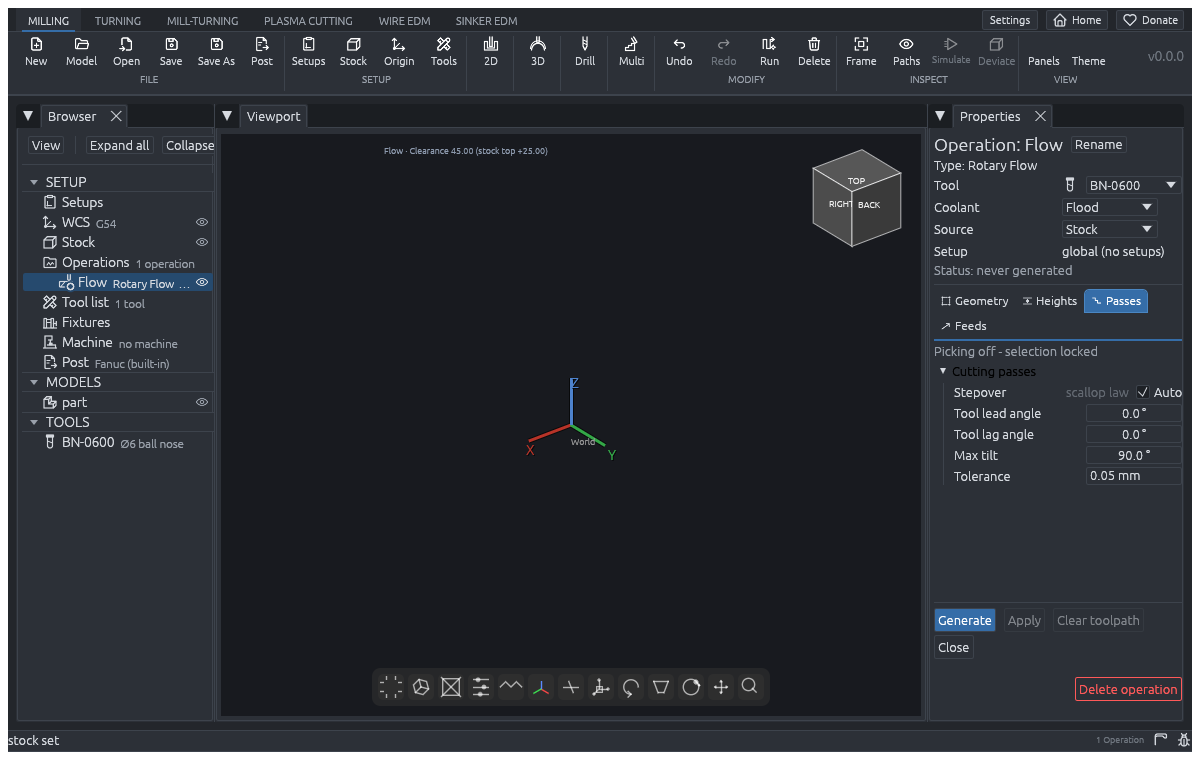 MILLING TURNING MILL-TURNING PLASMA CUTTING WIRE EDM SINKER EDM Settings Home Donate
New Model Open Save Save As Post Setups Stock Origin Tools 2D 3D Drill Multi Undo Redo Run Delete Frame Paths Simulate Deviate Panels Theme v0.0.0
FILE SETUP MODIFY INSPECT VIEW
Browser
View Expand all Collapse
SETUP
Setups
WCS G54
Stock
Operations 1 operation
Flow Rotary Flow ...
Tool list 1 tool
Fixtures
Machine no machine
Post Fanuc (built-in)
MODELS
part
TOOLS
BN-0600 Ø6 ball nose
Viewport
Flow · Clearance 45.00 (stock top +25.00)
TOP
RIGHT BACK
Z
World
X Y
Properties
Operation: Flow Rename
Type: Rotary Flow
Tool BN-0600
Coolant Flood
Source Stock
Setup global (no setups)
Status: never generated
Geometry Heights Passes
Feeds
Picking off - selection locked
Cutting passes
Stepover scallop law Auto
Tool lead angle 0.0°
Tool lag angle 0.0°
Max tilt 90.0°
Tolerance 0.05 mm
Generate Apply Clear toolpath
Close
Delete operation
stock set 1 Operation